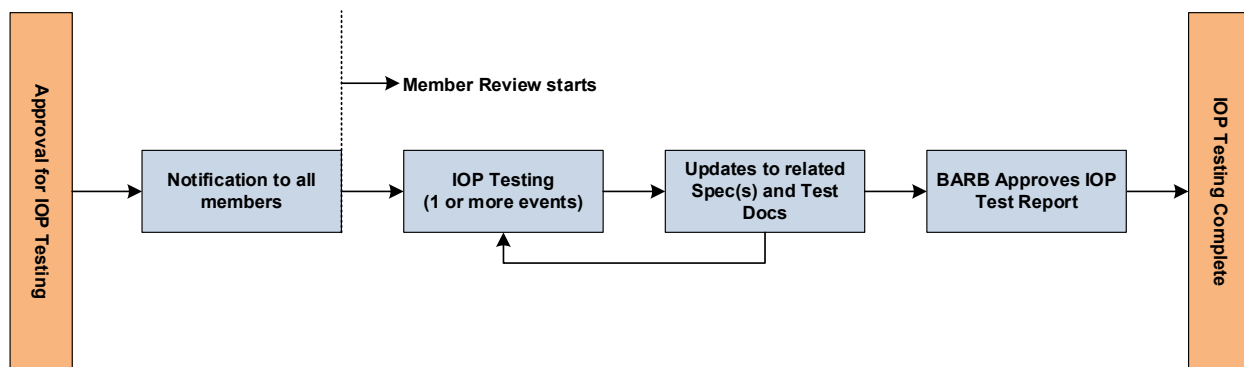 Approval for IOP Testing
Member Review starts
Notification to all
members
IOP Testing
(1 or more events)
Updates to related
Spec(s) and Test
Docs
BARB Approves IOP
Test Report
IOP Testing Complete